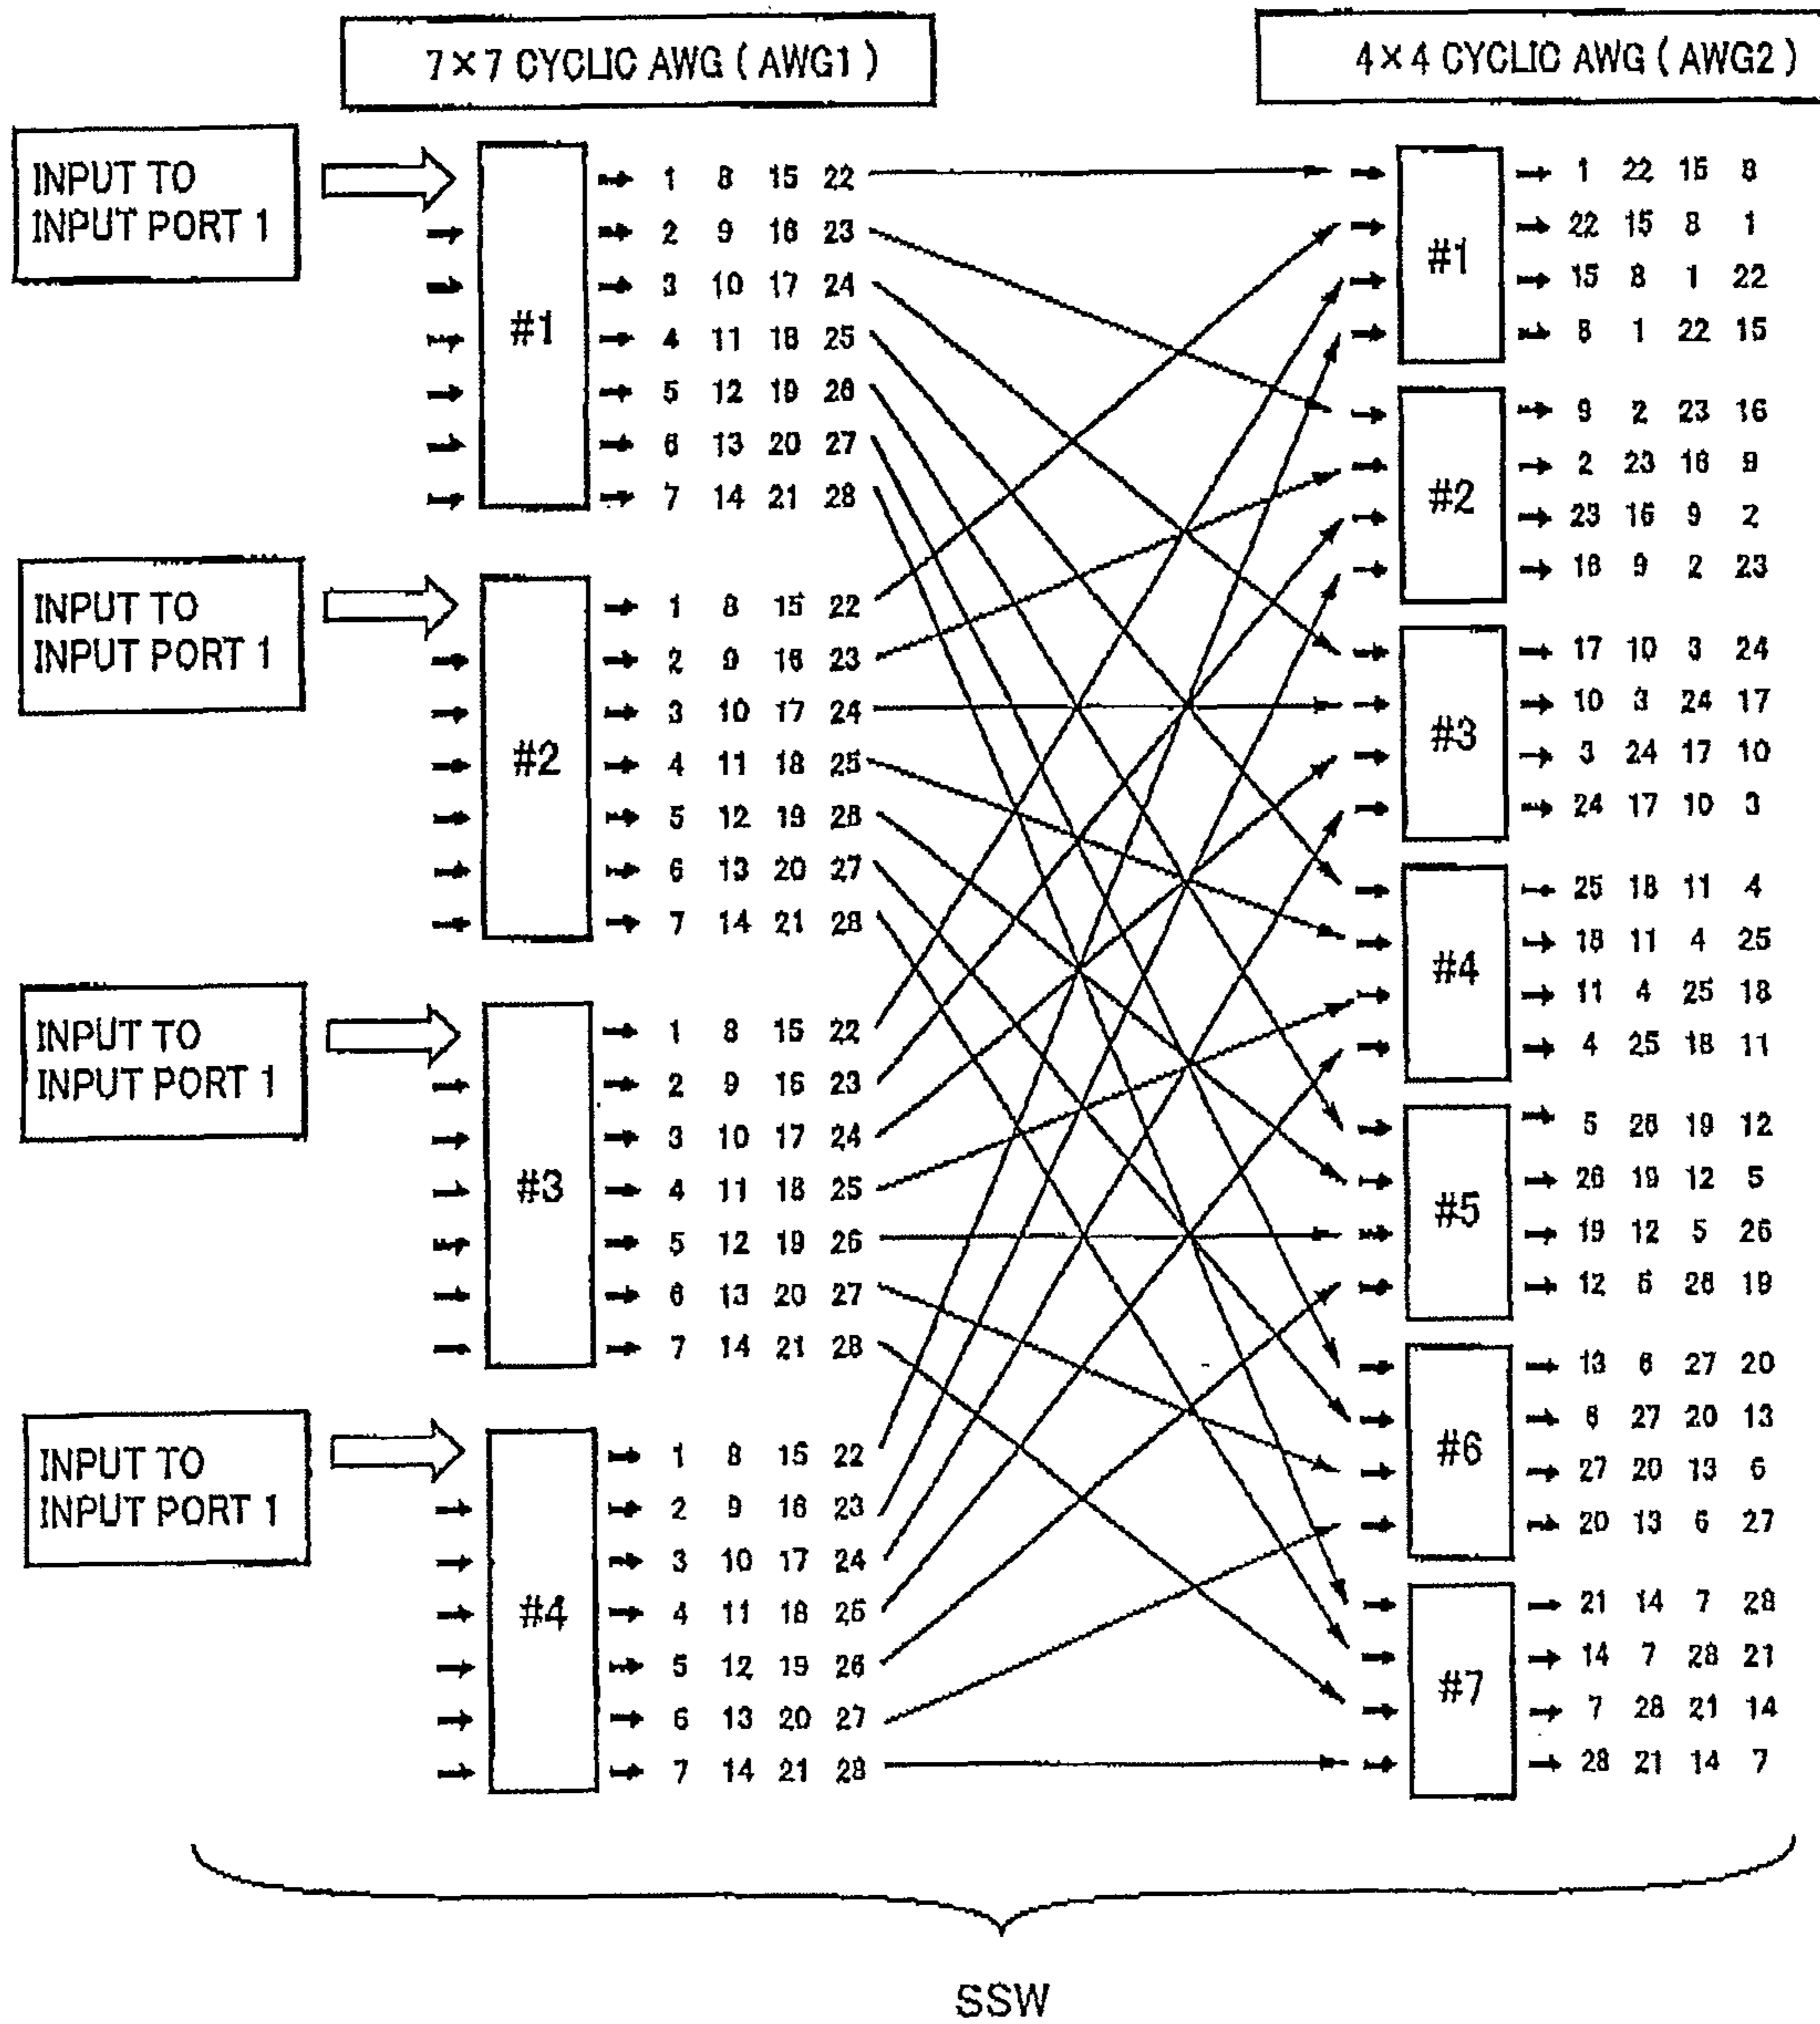 7×7 CYCLIC AWG ( AWG1 )
4×4 CYCLIC AWG ( AWG2 )
INPUT TO
INPUT PORT 1
#1
1 8 15 22
2 9 16 23
3 10 17 24
4 11 18 25
5 12 19 26
6 13 20 27
7 14 21 28
INPUT TO
INPUT PORT 1
#2
1 8 15 22
2 9 16 23
3 10 17 24
4 11 18 25
5 12 19 26
6 13 20 27
7 14 21 28
INPUT TO
INPUT PORT 1
#3
1 8 15 22
2 9 16 23
3 10 17 24
4 11 18 25
5 12 19 26
6 13 20 27
7 14 21 28
INPUT TO
INPUT PORT 1
#4
1 8 15 22
2 9 16 23
3 10 17 24
4 11 18 25
5 12 19 26
6 13 20 27
7 14 21 28
#1
1 22 15 8
22 15 8 1
15 8 1 22
8 1 22 15
#2
9 2 23 16
2 23 16 9
23 16 9 2
16 9 2 23
#3
17 10 3 24
10 3 24 17
3 24 17 10
24 17 10 3
#4
25 18 11 4
18 11 4 25
11 4 25 18
4 25 18 11
#5
5 26 19 12
26 19 12 5
19 12 5 26
12 5 26 19
#6
13 6 27 20
6 27 20 13
27 20 13 6
20 13 6 27
#7
21 14 7 28
14 7 28 21
7 28 21 14
28 21 14 7
SSW